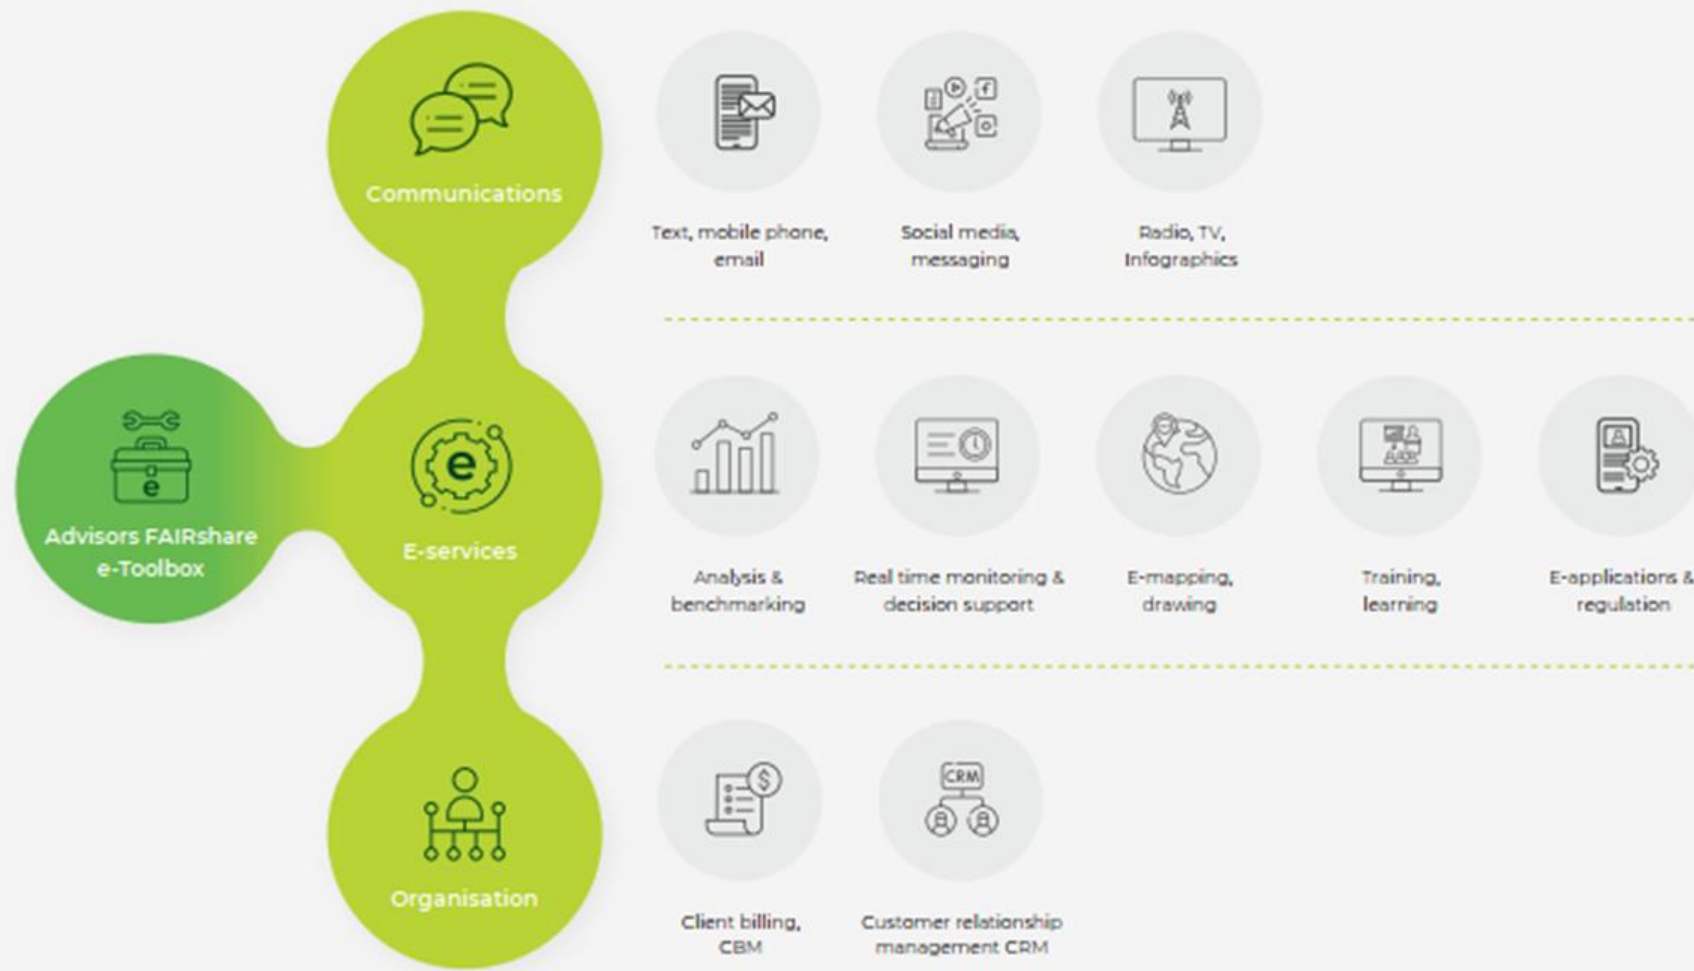 Communications
Text, mobile phone,
email
Social media,
messaging
Radio, TV,
Infographics
Advisors FAIRshare
e-Toolbox
e
e
E-services
Analysis &
benchmarking
Real time monitoring &
decision support
E-mapping,
drawing
Training,
learning
E-applications &
regulation
Organisation
$
Client billing,
CBM
CRM
Customer relationship
management CRM